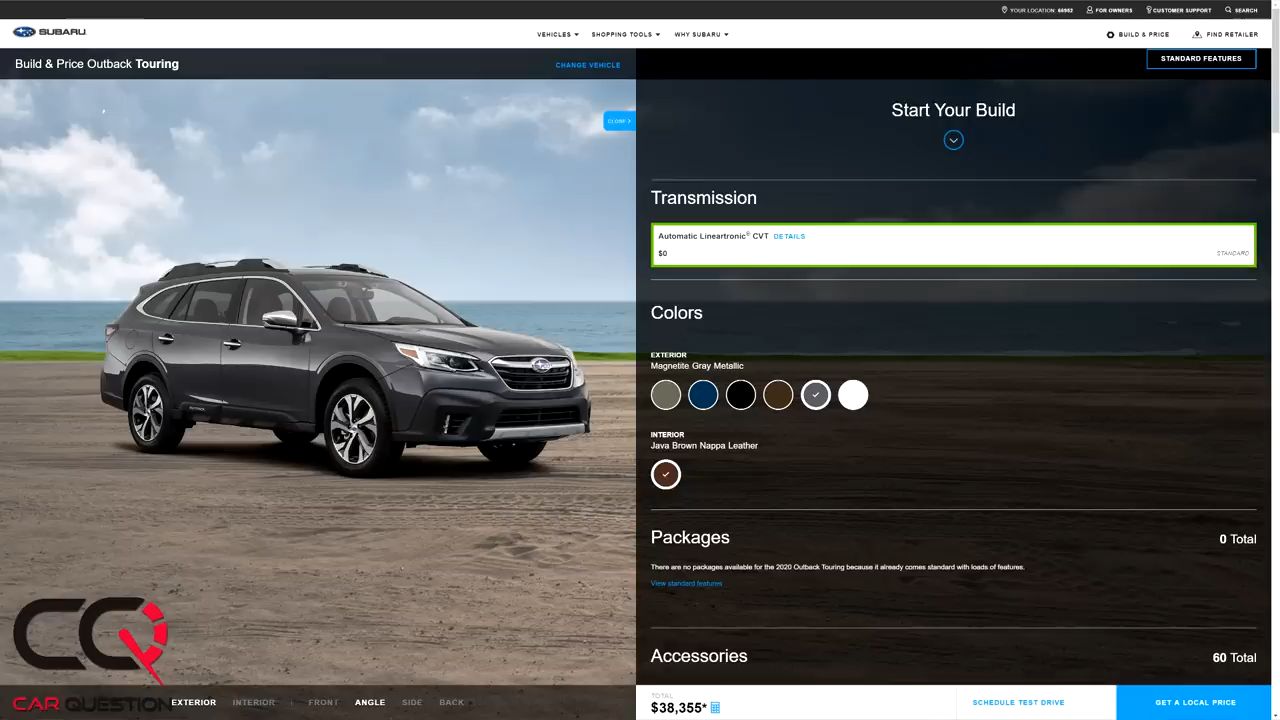 YOUR LOCATION: 66952
FOR OWNERS
CUSTOMER SUPPORT
SEARCH
SUBARU
VEHICLES
SHOPPING TOOLS
WHY SUBARU
BUILD & PRICE
FIND RETAILER
Build & Price Outback Touring
CHANGE VEHICLE
STANDARD FEATURES
CLOSE >
Start Your Build
Transmission
Automatic Lineartronic® CVT DETAILS
$0
STANDARD
Colors
EXTERIOR
Magnetite Gray Metallic
INTERIOR
Java Brown Nappa Leather
Packages
0 Total
There are no packages available for the 2020 Outback Touring because it already comes standard with loads of features.
View standard features
Accessories
60 Total
CQ
CAR QUESTION
EXTERIOR
INTERIOR
FRONT
ANGLE
SIDE
BACK
TOTAL
$38,355*
SCHEDULE TEST DRIVE
GET A LOCAL PRICE